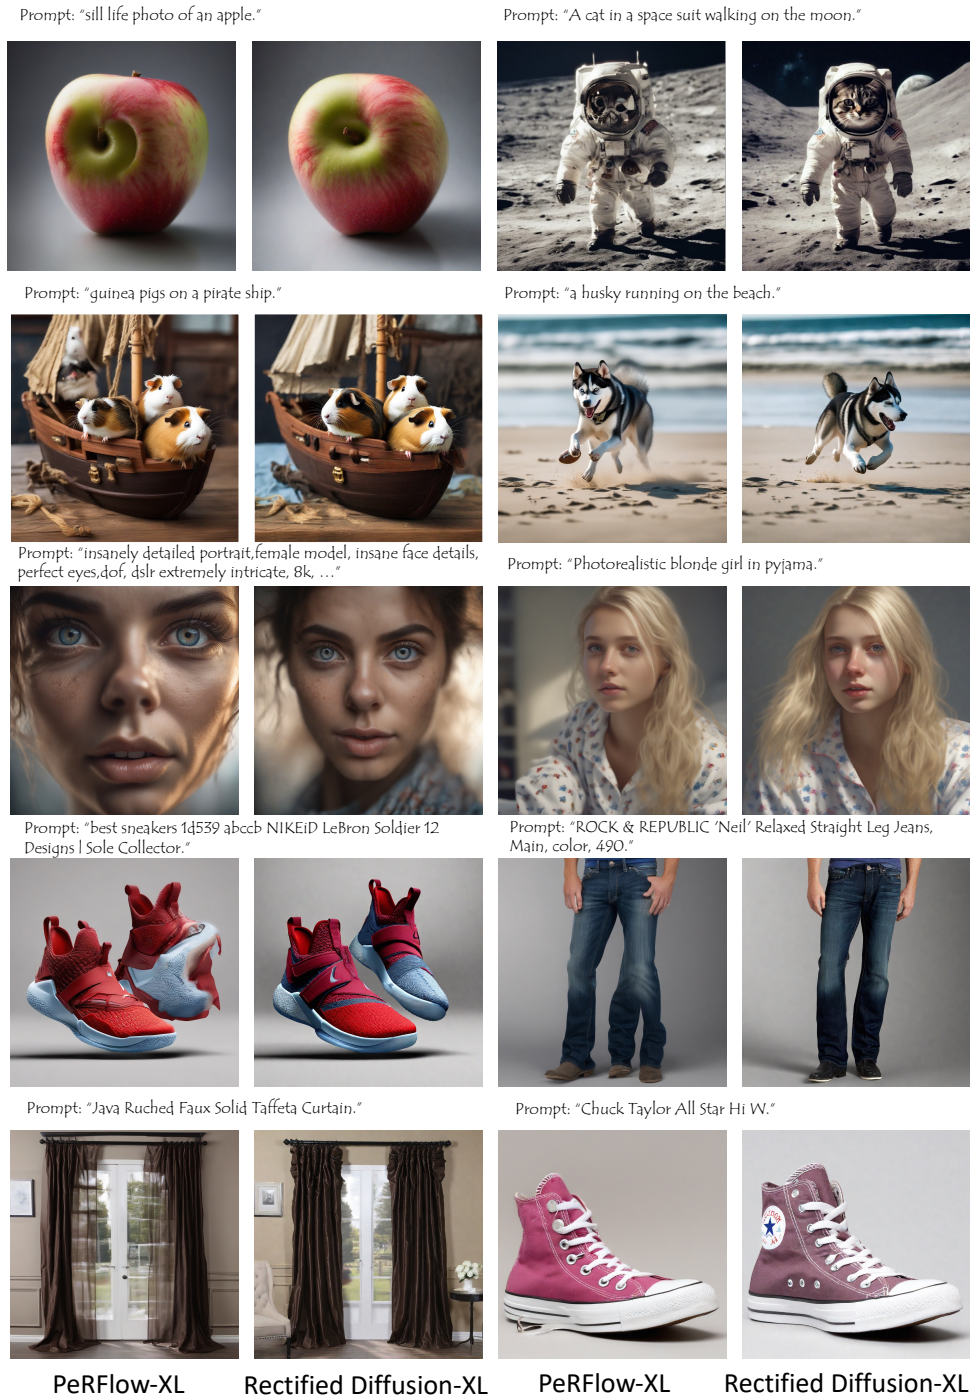 Prompt: "sill life photo of an apple."
Prompt: "A cat in a space suit walking on the moon."
Prompt: "guinea pigs on a pirate ship."
Prompt: "a husky running on the beach."
Prompt: "insanely detailed portrait,female model, insane face details,
perfect eyes,dof, dslr extremely intricate, 8k, ..."
Prompt: "Photorealistic blonde girl in pyjama."
Prompt: "best sneakers 1d539 abccb NIKEiD LeBron Soldier 12
Designs | Sole Collector."
Prompt: "ROCK & REPUBLIC 'Neil' Relaxed Straight Leg Jeans,
Main, color, 490."
Prompt: "Java Ruched Faux Solid Taffeta Curtain."
Prompt: "Chuck Taylor All Star Hi W."
PeRFlow-XL
Rectified Diffusion-XL
PeRFlow-XL
Rectified Diffusion-XL